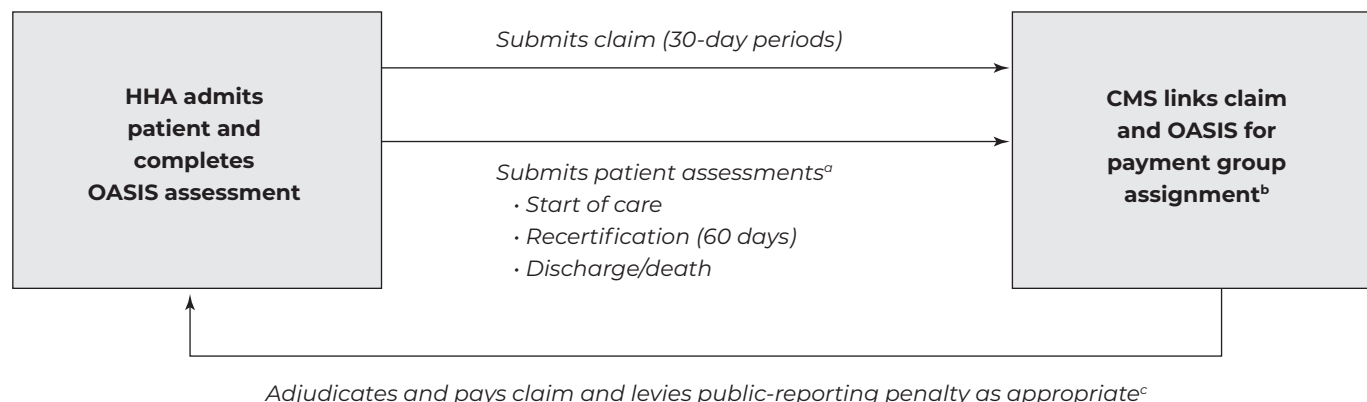 HHA admits
patient and
completes
OASIS assessment
Submits claim (30-day periods)
Submits patient assessmentsᵃ
• Start of care
• Recertification (60 days)
• Discharge/death
CMS links claim
and OASIS for
payment group
assignmentᵇ
Adjudicates and pays claim and levies public-reporting penalty as appropriateᶜ